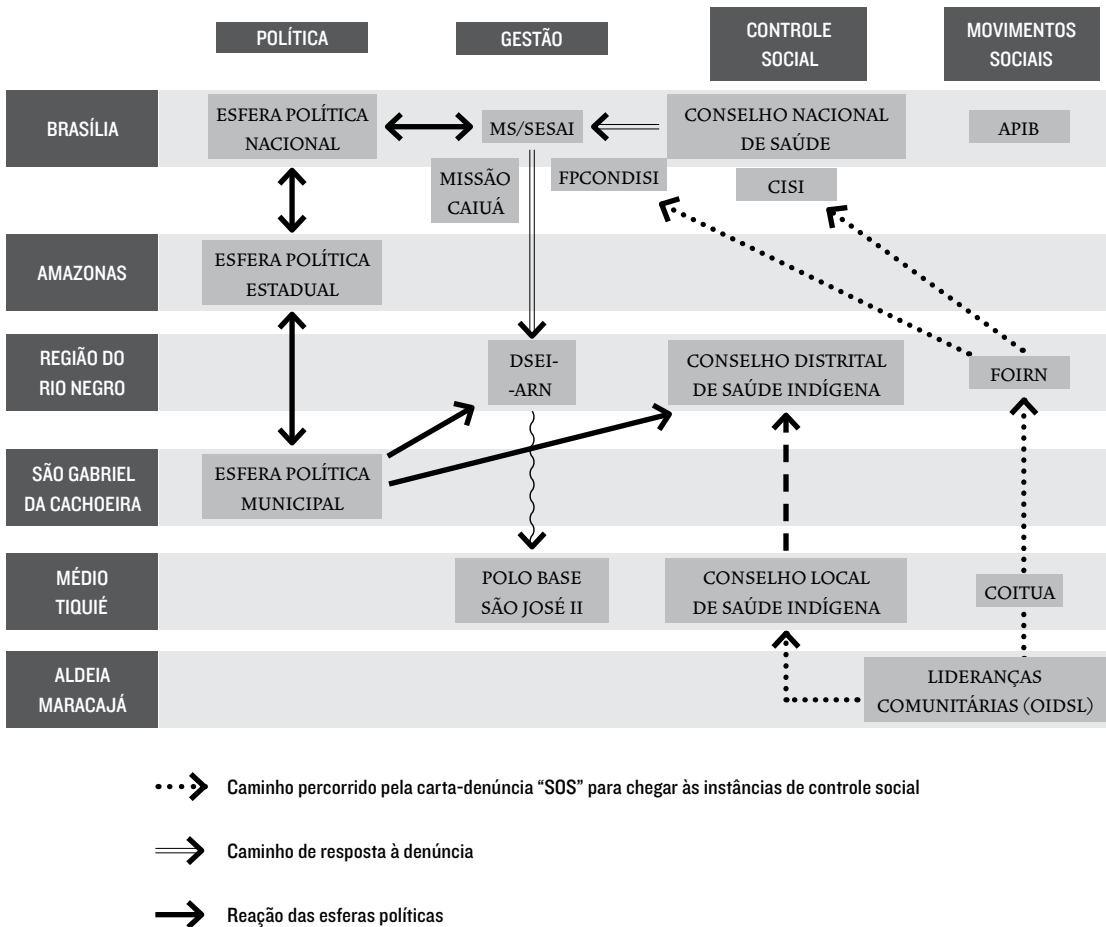 POLÍTICA
GESTÃO
CONTROLE
SOCIAL
MOVIMENTOS
SOCIAIS
BRASÍLIA
ESFERA POLÍTICA
NACIONAL
MS/SESAI
CONSELHO NACIONAL
DE SAÚDE
APIB
MISSÃO
CAIUÁ
FPCONDISI
CISI
AMAZONAS
ESFERA POLÍTICA
ESTADUAL
REGIÃO DO
RIO NEGRO
DSEI-
-ARN
CONSELHO DISTRITAL
DE SAÚDE INDÍGENA
FOIRN
SÃO GABRIEL
DA CACHOEIRA
ESFERA POLÍTICA
MUNICIPAL
MÉDIO
TIQUIÉ
POLO BASE
SÃO JOSÉ II
CONSELHO LOCAL
DE SAÚDE INDÍGENA
COITUA
ALDEIA
MARACAJÁ
LIDERANÇAS
COMUNITÁRIAS (OIDSL)
Caminho percorrido pela carta-denúncia “SOS” para chegar às instâncias de controle social
Caminho de resposta à denúncia
Reação das esferas políticas